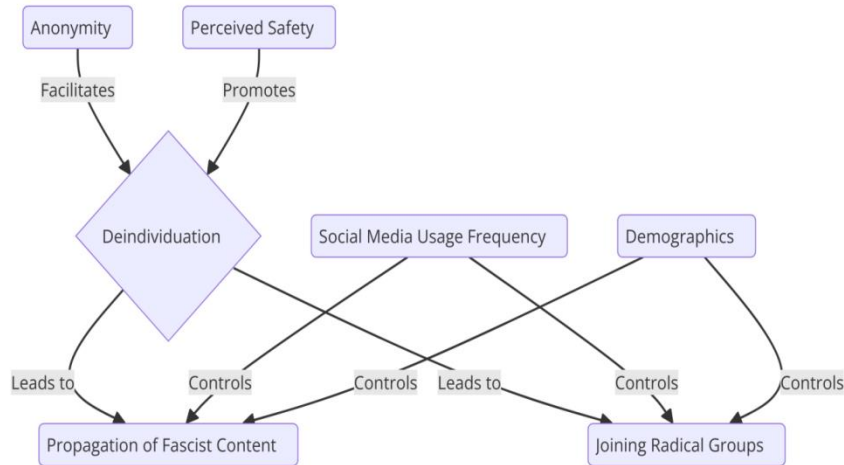 Anonymity
Perceived Safety
Facilitates
Promotes
Deindividuation
Social Media Usage Frequency
Demographics
Leads to
Controls
Controls
Leads to
Controls
Controls
Propagation of Fascist Content
Joining Radical Groups